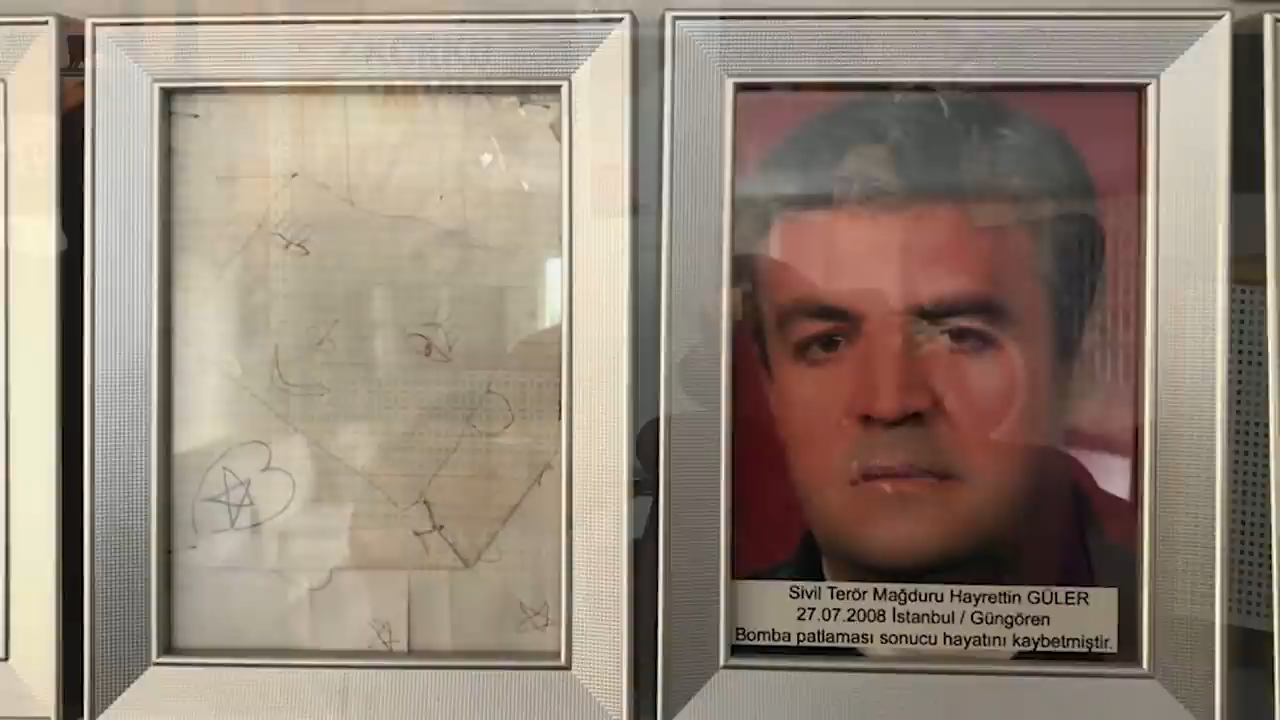 Sivil Terör Mağduru Hayrettin GÜLER
27.07.2008 İstanbul / Güngören
Bomba patlaması sonucu hayatını kaybetmiştir.